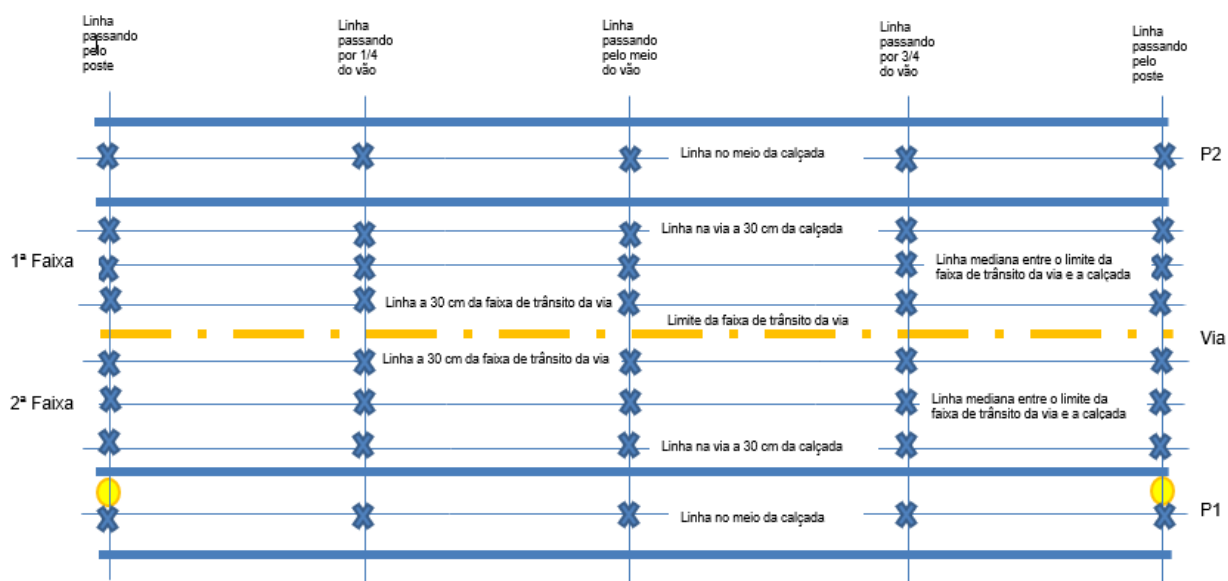 Linha
passando
pelo
poste
Linha
passando
por 1/4
do vão
Linha
passando
pelo meio
do vão
Linha
passando
por 3/4
do vão
Linha
passando
pelo
poste
Linha no meio da calçada
P2
Linha na via a 30 cm da calçada
1ª Faixa
Linha mediana entre o limite da
faixa de trânsito da via e a calçada
Linha a 30 cm da faixa de trânsito da via
Limite da faixa de trânsito da via
Via
Linha a 30 cm da faixa de trânsito da via
2ª Faixa
Linha mediana entre o limite da
faixa de trânsito da via e a calçada
Linha na via a 30 cm da calçada
Linha no meio da calçada
P1